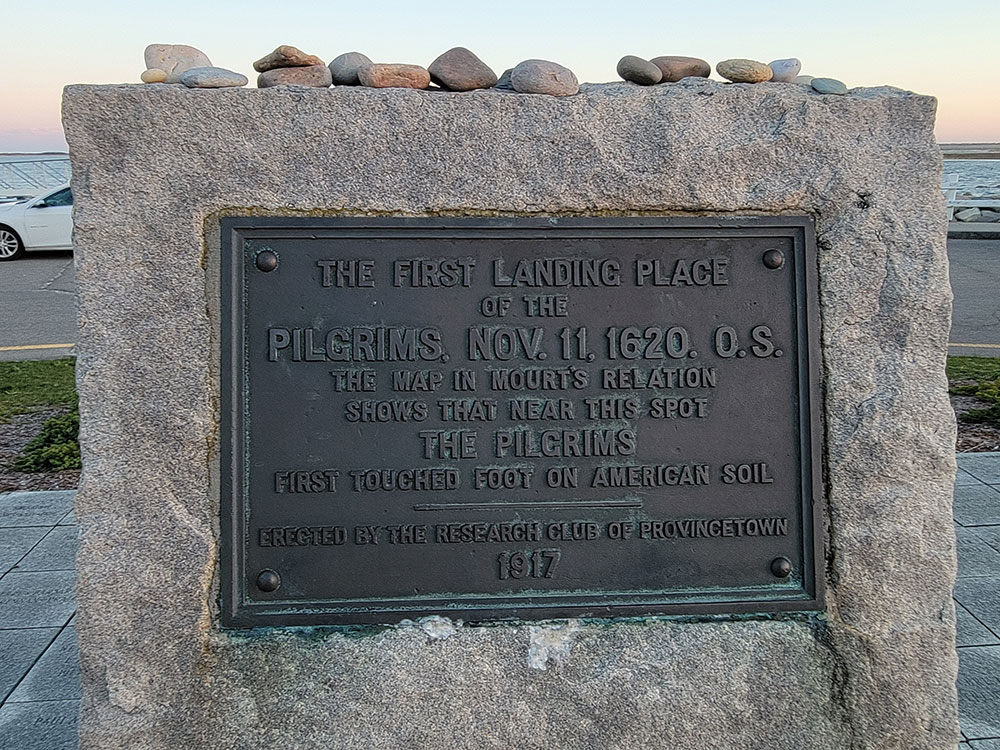 THE FIRST LANDING PLACE
OF THE
PILGRIMS, NOV. 11, 1620. O.S.
THE MAP IN MOURT'S RELATION
SHOWS THAT NEAR THIS SPOT
THE PILGRIMS
FIRST TOUCHED FOOT ON AMERICAN SOIL
ERECTED BY THE RESEARCH CLUB OF PROVINCETOWN
1917